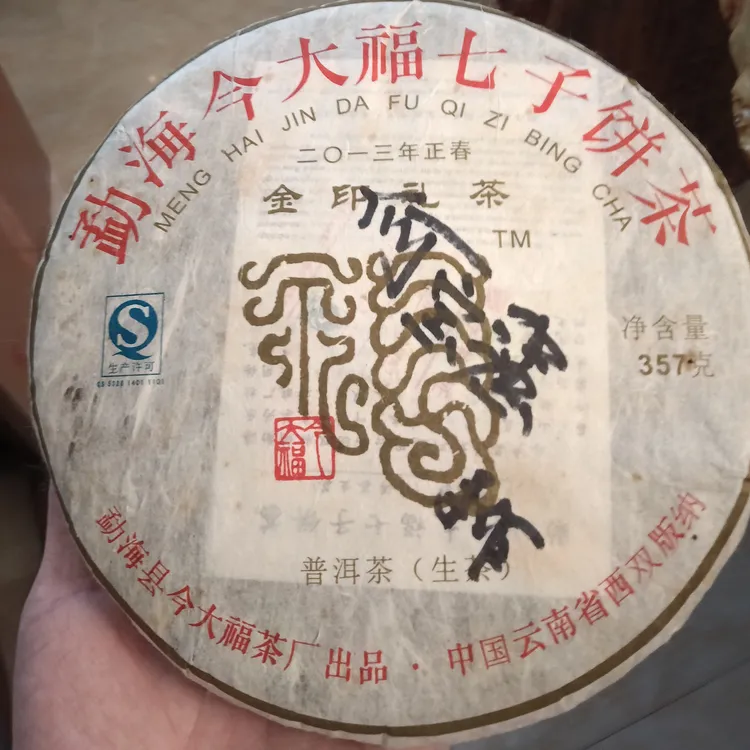 勐海今大福七子饼茶
MENG HAI JIN DA FU QI ZI BING CHA
二〇一三年正春
金印礼茶
TM
生产许可
净含量
357克
今大福
普洱茶（生茶）
勐海县今大福茶厂出品·中国云南省西双版纳